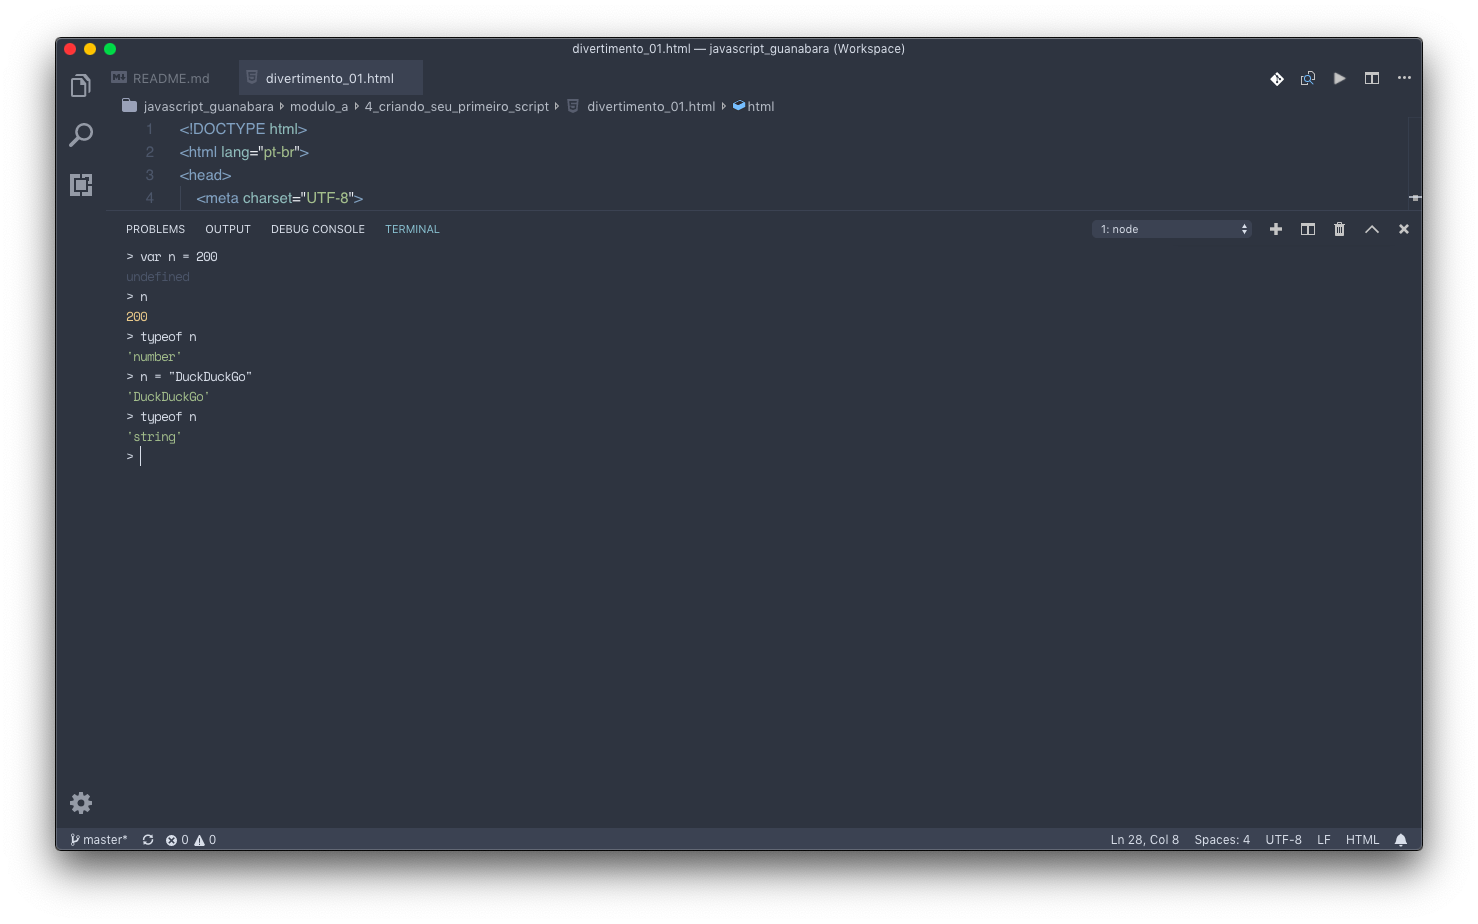 divertimento_01.html — javascript_guanabara (Workspace)
README.md
divertimento_01.html
javascript_guanabara modulo_a 4_criando_seu_primeiro_script divertimento_01.html html
1 <!DOCTYPE html>
2 <html lang="pt-br">
3 <head>
4 <meta charset="UTF-8">
PROBLEMS OUTPUT DEBUG CONSOLE TERMINAL 1: node
> var n = 200
undefined
> n
200
> typeof n
'number'
> n = "DuckDuckGo"
'DuckDuckGo'
> typeof n
'string'
>
master* 0 0 Ln 28, Col 8 Spaces: 4 UTF-8 LF HTML